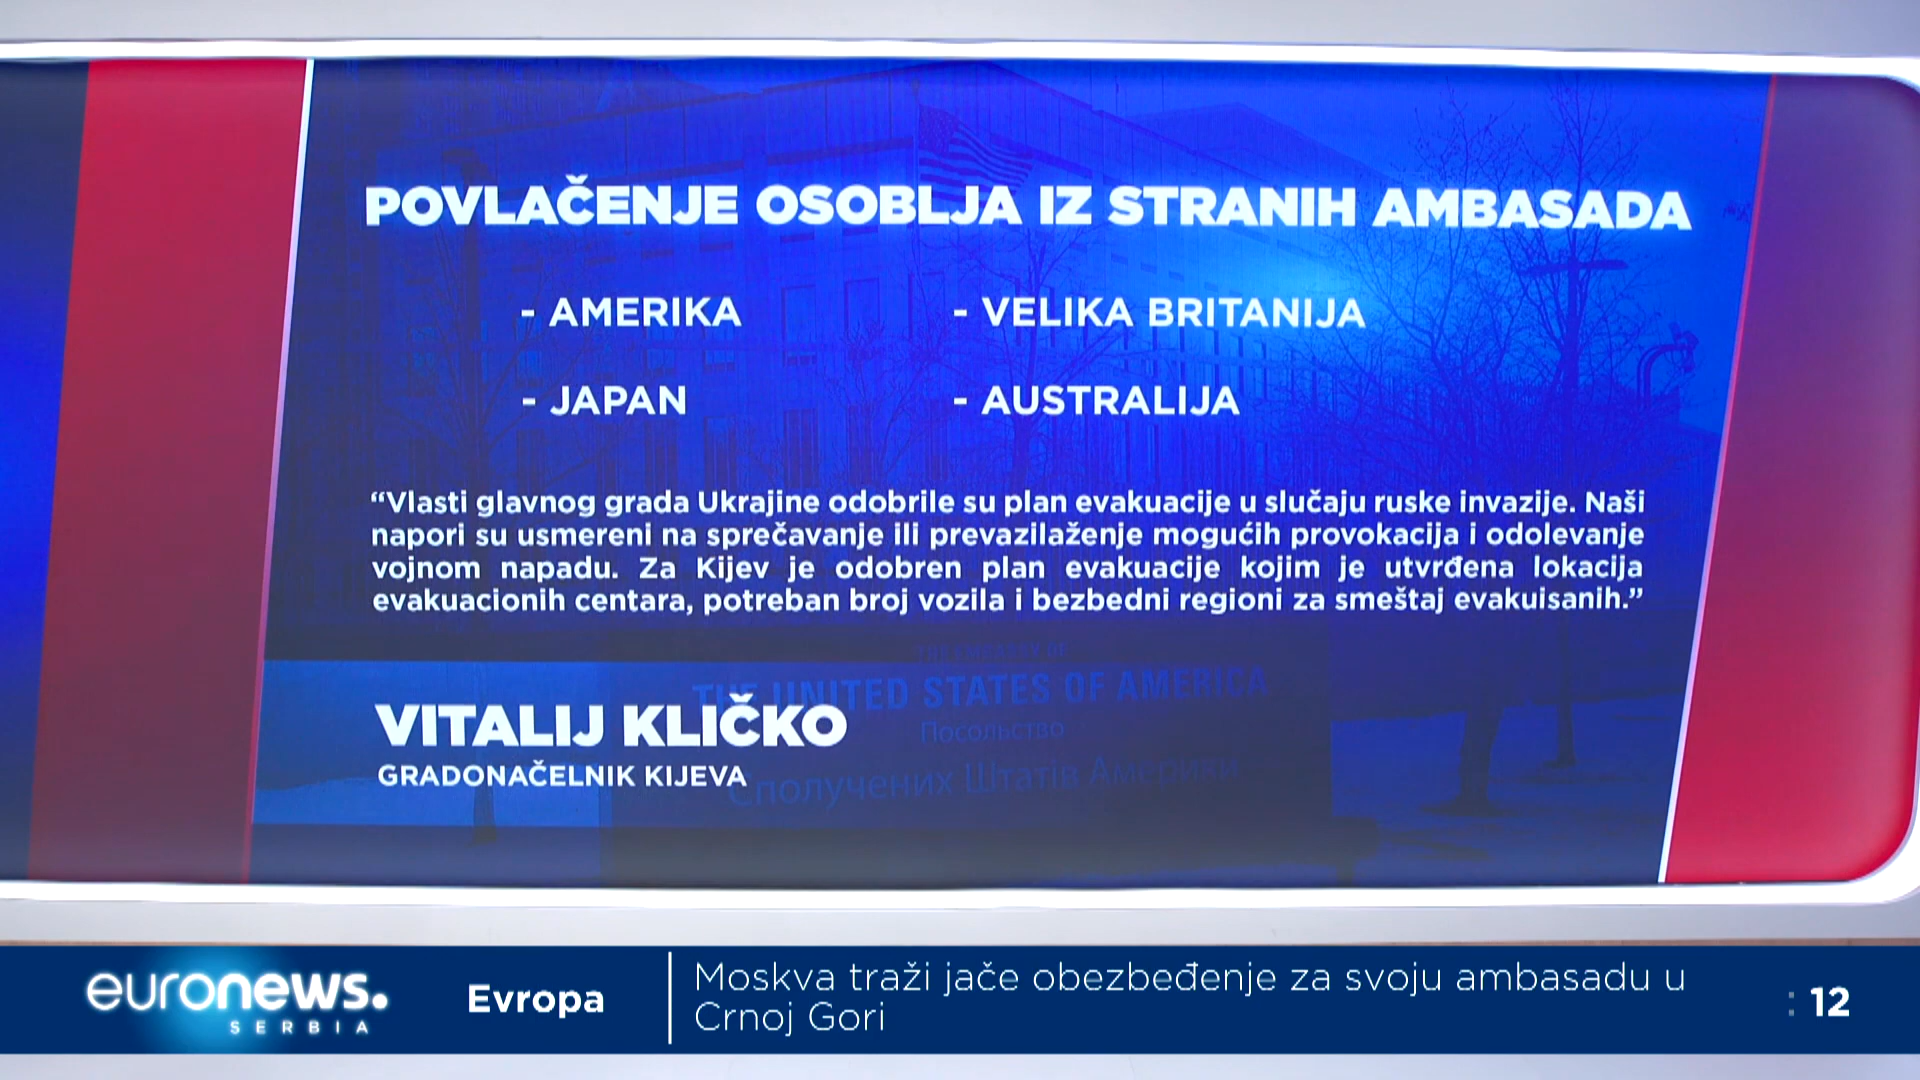 POVLAČENJE OSOBLJA IZ STRANIH AMBASADA
- AMERIKA
- VELIKA BRITANIJA
- JAPAN
- AUSTRALIJA
“Vlasti glavnog grada Ukrajine odobrile su plan evakuacije u slučaju ruske invazije. Naši
napori su usmereni na sprečavanje ili prevazilaženje mogućih provokacija i odolevanje
vojnom napadu. Za Kijev je odobren plan evakuacije kojim je utvrđena lokacija
evakuacionih centara, potreban broj vozila i bezbedni regioni za smeštaj evakuisanih.”
THE EMBASSY OF
THE UNITED STATES OF AMERICA
Посольство
Сполучених Штатів Америки
VITALIJ KLIČKO
GRADONAČELNIK KIJEVA
euronews.
SERBIA
Evropa
Moskva traži jače obezbeđenje za svoju ambasadu u
Crnoj Gori
: 12